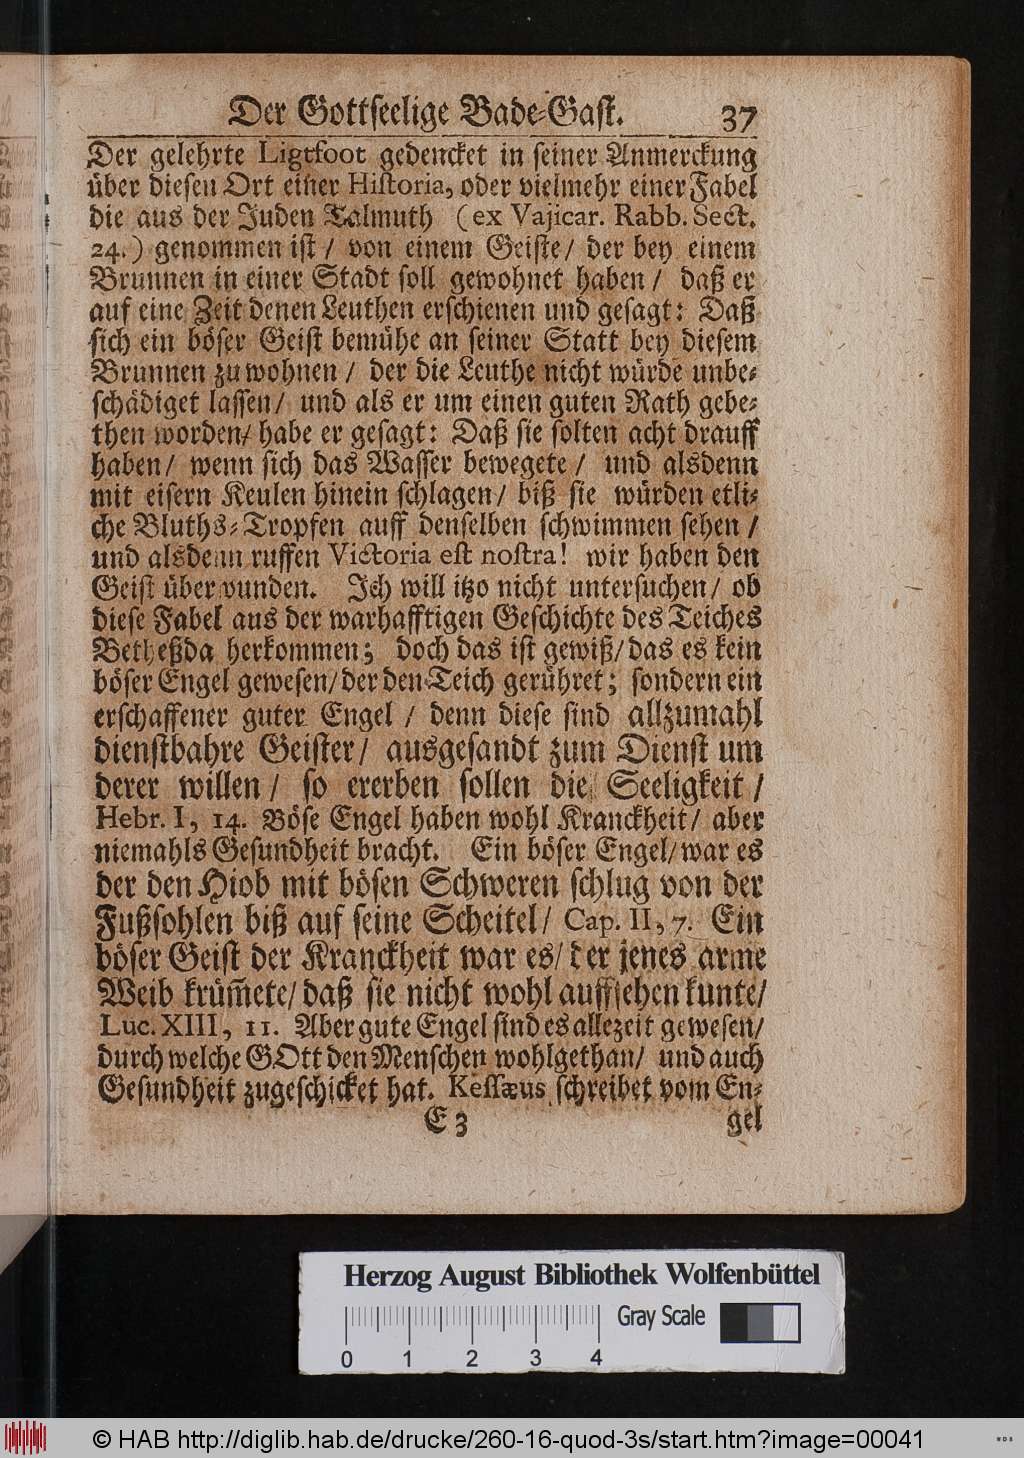 Der Gottseelige Bade-Gast. 37
Der gelehrte Ligtfoot gedencket in seiner Anmerckung
über diesen Ort einer Historia, oder vielmehr einer Fabel
die aus der Juden Talmuth (ex Vajicar. Rabb. Sect.
24.) genommen ist / von einem Geiste / der bey einem
Brunnen in einer Stadt soll gewohnet haben / daß er
auf eine Zeit denen Leuthen erschienen und gesagt: Daß
sich ein böser Geist bemühe an seiner Statt bey diesem
Brunnen zu wohnen / der die Leuthe nicht würde unbe-
schädiget lassen / und als er um einen guten Rath gebe-
then worden / habe er gesagt: Daß sie solten acht drauff
haben / wenn sich das Wasser bewegete / und alsdenn
mit eisern Keulen hinein schlagen / biß sie würden etli-
che Bluths-Tropfen auff denselben schwimmen sehen /
und alsdenn ruffen Victoria est nostra! wir haben den
Geist überwunden. Ich will itzo nicht untersuchen / ob
diese Fabel aus der warhafftigen Geschichte des Teiches
Betheßda herkommen; doch das ist gewiß / das es kein
böser Engel gewesen / der den Teich gerühret; sondern ein
erschaffener guter Engel / denn diese sind allzumahl
dienstbahre Geister / ausgesandt zum Dienst um
derer willen / so ererben sollen die Seeligkeit /
Hebr. I, 14. Böse Engel haben wohl Kranckheit / aber
niemahls Gesundheit bracht. Ein böser Engel / war es
der den Hiob mit bösen Schweren schlug von der
Fußsohlen biß auf seine Scheitel / Cap. II, 7. Ein
böser Geist der Kranckheit war es / der jenes arme
Weib krüm̃ete / daß sie nicht wohl auffsehen kunte /
Luc. XIII, 11. Aber gute Engel sind es allezeit gewesen /
durch welche GOtt den Menschen wohlgethan / und auch
Gesundheit zugeschicket hat. Kessæus schreibet vom En-
E 3 gel
Herzog August Bibliothek Wolfenbüttel
Gray Scale
0 1 2 3 4
© HAB http://diglib.hab.de/drucke/260-16-quod-3s/start.htm?image=00041